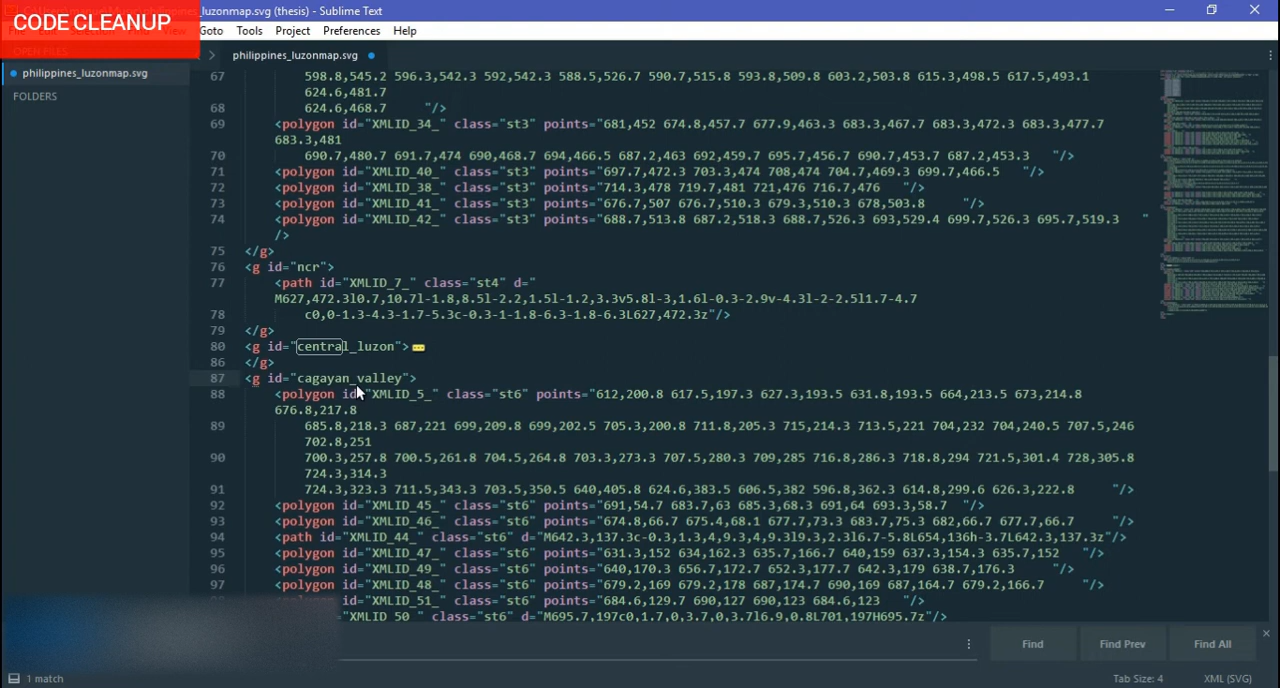 CODE CLEANUP
philippines_luzonmap.svg (thesis) - Sublime Text
Goto Tools Project Preferences Help
philippines_luzonmap.svg
OPEN FILES
philippines_luzonmap.svg
FOLDERS
67 598.8,545.2 596.3,542.3 592,542.3 588.5,526.7 590.7,515.8 593.8,509.8 603.2,503.8 615.3,498.5 617.5,493.1
624.6,481.7
68 624.6,468.7 "/>
69 <polygon id="XMLID_34_" class="st3" points="681,452 674.8,457.7 677.9,463.3 683.3,467.7 683.3,472.3 683.3,477.7
683.3,481
70 690.7,480.7 691.7,474 690,468.7 694,466.5 687.2,463 692,459.7 695.7,456.7 690.7,453.7 687.2,453.3 "/>
71 <polygon id="XMLID_40_" class="st3" points="697.7,472.3 703.3,474 708,474 704.7,469.3 699.7,466.5 "/>
72 <polygon id="XMLID_38_" class="st3" points="714.3,478 719.7,481 721,476 716.7,476 "/>
73 <polygon id="XMLID_41_" class="st3" points="676.7,507 676.7,510.3 679.3,510.3 678,503.8 "/>
74 <polygon id="XMLID_42_" class="st3" points="688.7,513.8 687.2,518.3 688.7,526.3 693,529.4 699.7,526.3 695.7,519.3 "
/>
75 </g>
76 <g id="ncr">
77 <path id="XMLID_7_" class="st4" d="
M627,472.3l0.7,10.7l-1.8,8.5l-2.2,1.5l-1.2,3.3v5.8l-3,1.6l-0.3-2.9v-4.3l-2-2.5l1.7-4.7
78 c0,0-1.3-4.3-1.7-5.3c-0.3-1-1.8-6.3-1.8-6.3L627,472.3z"/>
79 </g>
80 <g id="central_luzon">
86 </g>
87 <g id="cagayan_valley">
88 <polygon id="XMLID_5_" class="st6" points="612,200.8 617.5,197.3 627.3,193.5 631.8,193.5 664,213.5 673,214.8
676.8,217.8
89 685.8,218.3 687,221 699,209.8 699,202.5 705.3,200.8 711.8,205.3 715,214.3 713.5,221 704,232 704,240.5 707.5,246
702.8,251
90 700.3,257.8 700.5,261.8 704.5,264.8 703.3,273.3 707.5,280.3 709,285 716.8,286.3 718.8,294 721.5,301.4 728,305.8
724.3,314.3
91 724.3,323.3 711.5,343.3 703.5,350.5 640,405.8 624.6,383.5 606.5,382 596.8,362.3 614.8,299.6 626.3,222.8 "/>
92 <polygon id="XMLID_45_" class="st6" points="691,54.7 683.7,63 685.3,68.3 691,64 693.3,58.7 "/>
93 <polygon id="XMLID_46_" class="st6" points="674.8,66.7 675.4,68.1 677.7,73.3 683.7,75.3 682,66.7 677.7,66.7 "/>
94 <path id="XMLID_44_" class="st6" d="M642.3,137.3c-0.3,1.3,4,9.3,4,9.3l9.3,2.3l6.7-5.8L654,136h-3.7L642.3,137.3z"/>
95 <polygon id="XMLID_47_" class="st6" points="631.3,152 634,162.3 635.7,166.7 640,159 637.3,154.3 635.7,152 "/>
96 <polygon id="XMLID_49_" class="st6" points="640,170.3 656.7,172.7 652.3,177.7 642.3,179 638.7,176.3 "/>
97 <polygon id="XMLID_48_" class="st6" points="679.2,169 679.2,178 687,174.7 690,169 687,164.7 679.2,166.7 "/>
<polygon id="XMLID_51_" class="st6" points="684.6,129.7 690,127 690,123 684.6,123 "/>
="XMLID_50_" class="st6" d="M695.7,197c0,1.7,0,3.7,0,3.7l6.9,0.8L701,197H695.7z"/>
Find Find Prev Find All
1 match Tab Size: 4 XML (SVG)